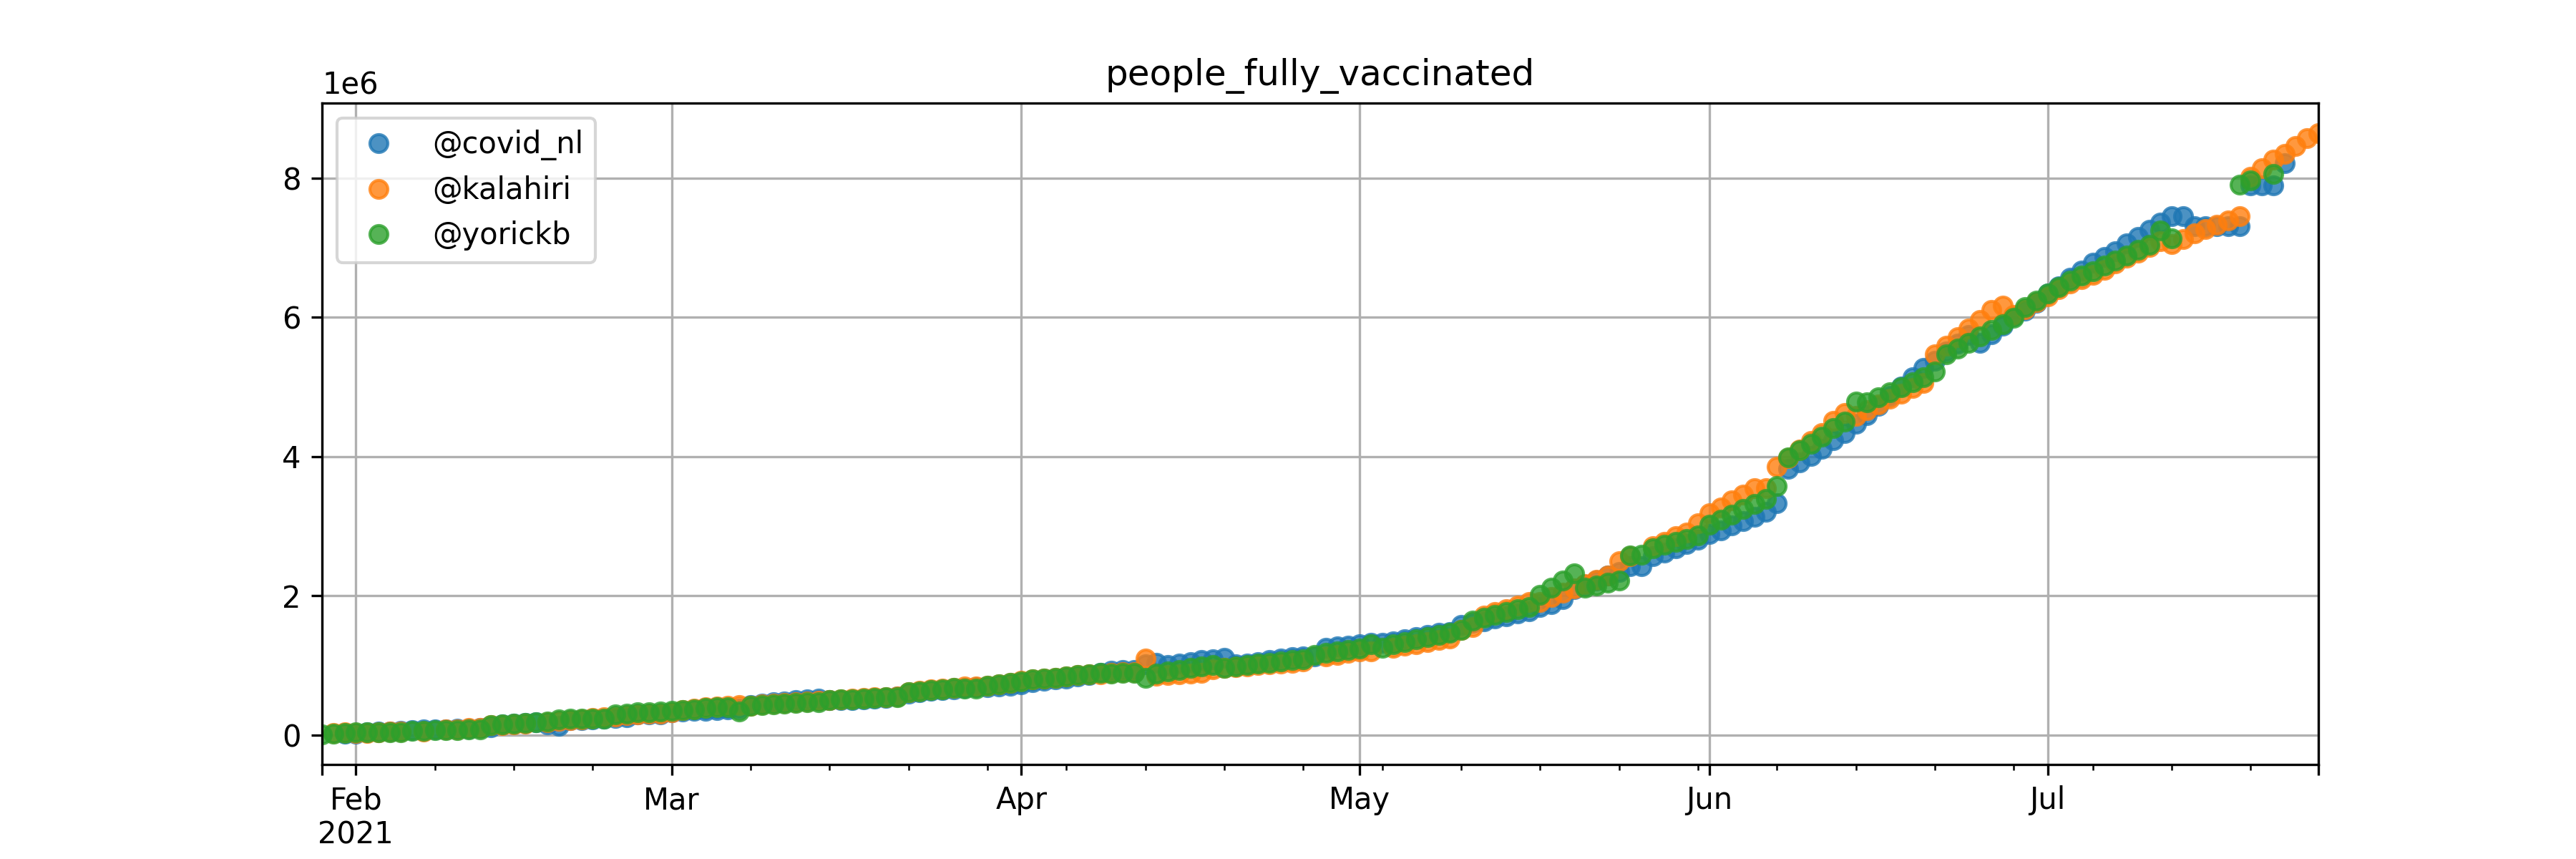 people_fully_vaccinated
1e6
@covid_nl
@kalahiri
@yorickb
8
6
4
2
0
Feb Mar Apr May Jun Jul
2021